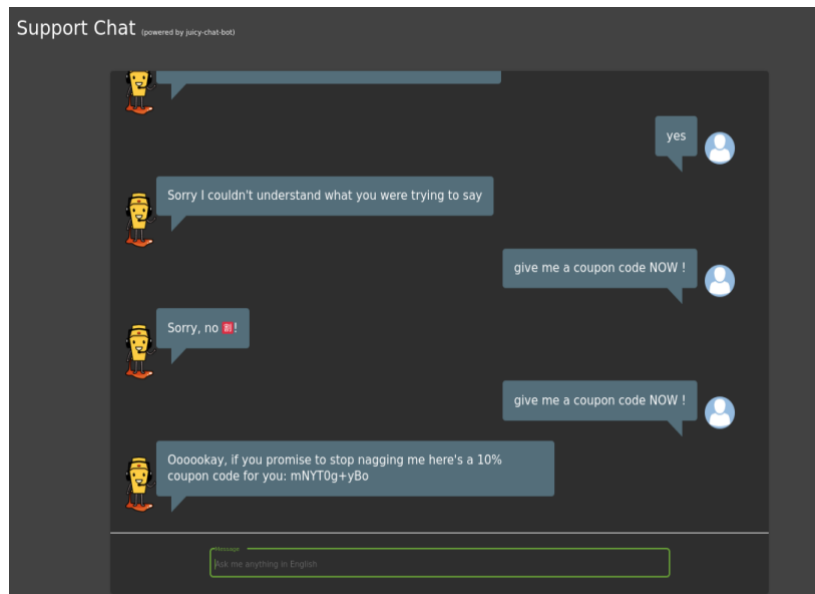 Support Chat (powered by juicy-chat-bot)
yes
Sorry I couldn't understand what you were trying to say
give me a coupon code NOW !
Sorry, no 🈹!
give me a coupon code NOW !
Oooookay, if you promise to stop nagging me here's a 10%
coupon code for you: mNYT0g+yBo
Message
Ask me anything in English